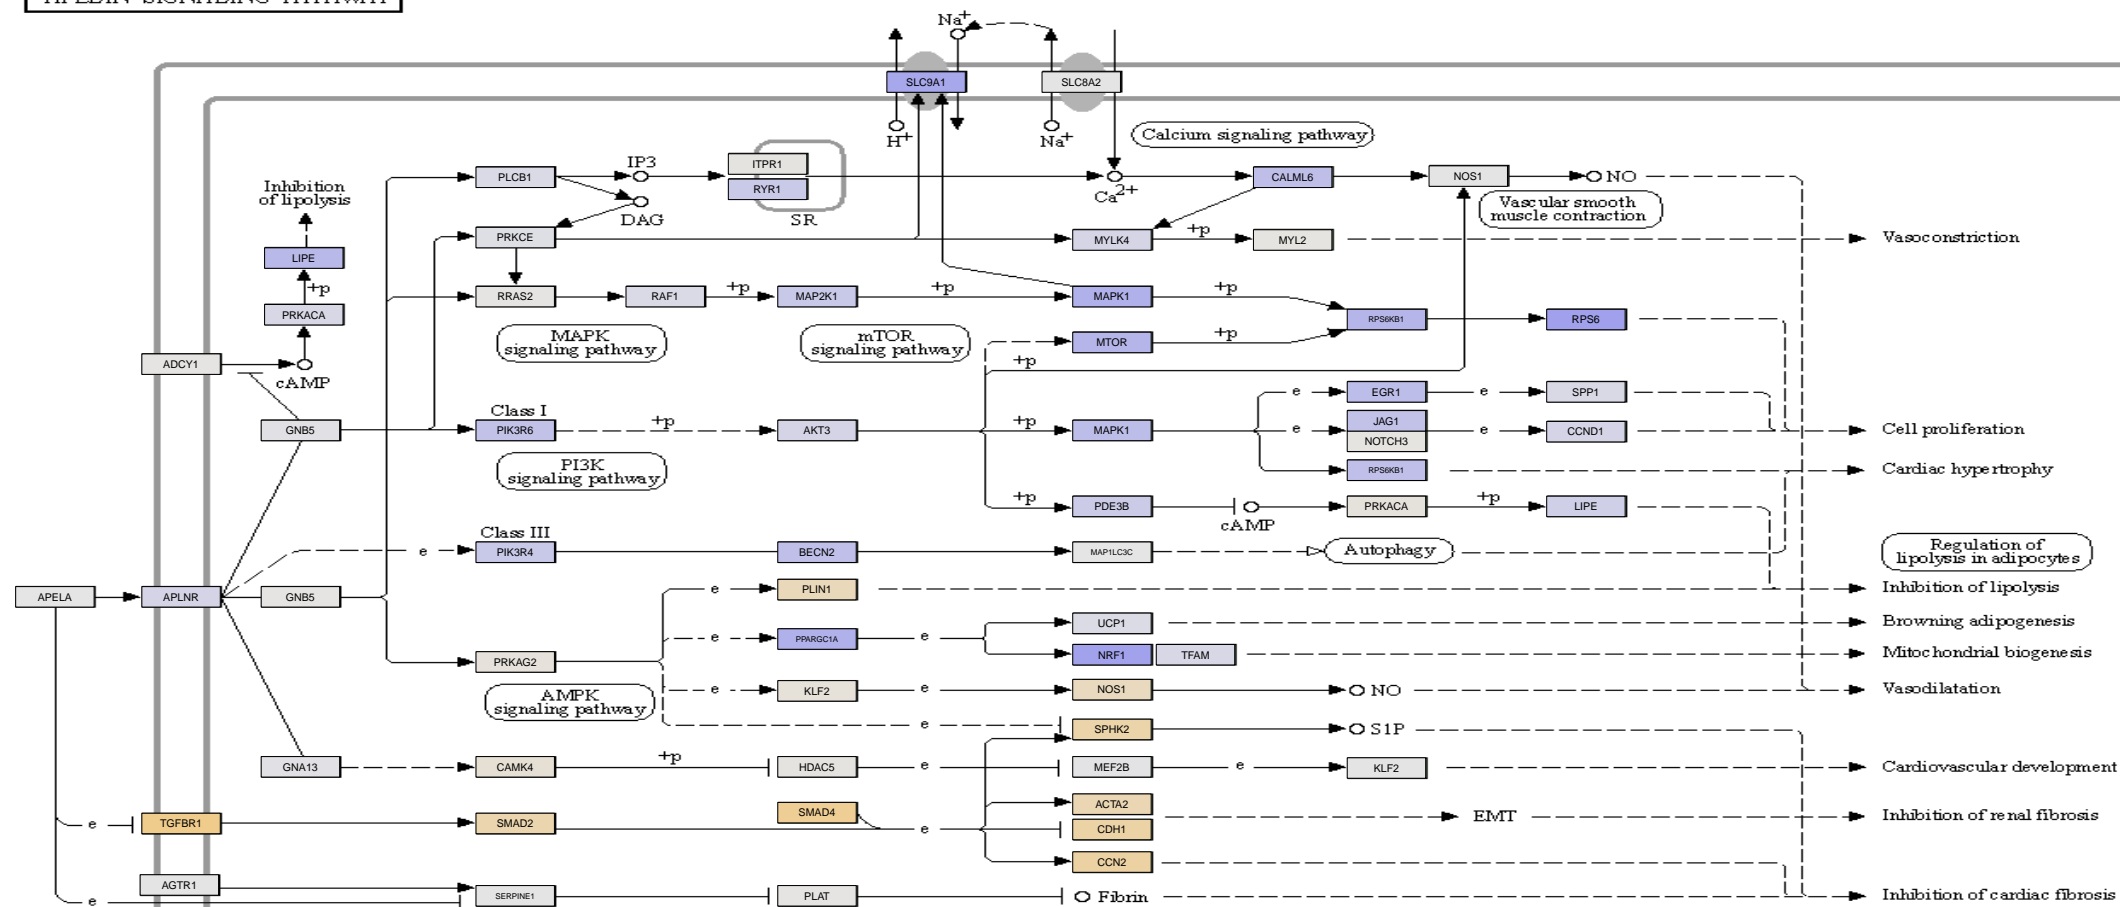 APELIN SIGNALING PATHWAY
Na+
SLC9A1
SLC8A2
H+
Na+
Calcium signaling pathway
IP3
ITPR1
PLCB1
RYR1
CALML6
NOS1
NO
Ca2+
Inhibition
of lipolysis
DAG
SR
Vascular smooth
muscle contraction
PRKCE
MYLK4
+p
MYL2
Vasoconstriction
LIPE
+p
RRAS2
RAF1
+p
MAP2K1
+p
MAPK1
+p
PRKACA
RPS6KB1
RPS6
MAPK
signaling pathway
mTOR
signaling pathway
MTOR
+p
ADCY1
cAMP
+p
EGR1
e
e
SPP1
Class I
GNB5
PIK3R6
+p
AKT3
+p
MAPK1
e
JAG1
NOTCH3
e
CCND1
Cell proliferation
PI3K
signaling pathway
RPS6KB1
Cardiac hypertrophy
+p
PDE3B
cAMP
PRKACA
+p
LIPE
Class III
e
PIK3R4
BECN2
MAP1LC3C
Autophagy
Regulation of
lipolysis in adipocytes
APELA
APLNR
GNB5
e
PLIN1
Inhibition of lipolysis
UCP1
Browning adipogenesis
e
PPARGC1A
e
NRF1
TFAM
Mitochondrial biogenesis
PRKAG2
AMPK
signaling pathway
e
KLF2
e
NOS1
NO
Vasodilatation
e
SPHK2
S1P
GNA13
CAMK4
+p
HDAC5
e
MEF2B
e
KLF2
Cardiovascular development
ACTA2
SMAD4
e
TGFBR1
SMAD2
e
CDH1
EMT
Inhibition of renal fibrosis
CCN2
AGTR1
e
SERPINE1
PLAT
Fibrin
Inhibition of cardiac fibrosis